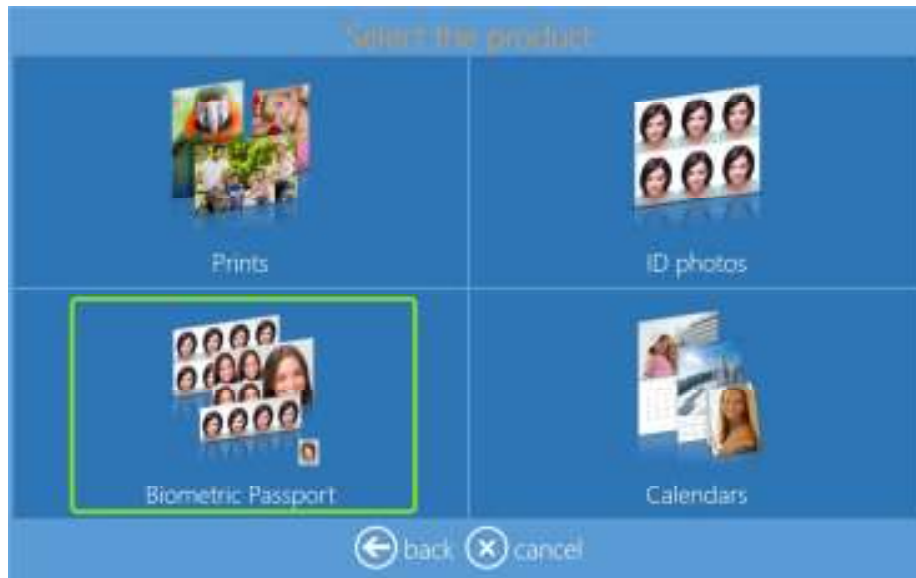 Select the product
Prints
ID photos
Biometric Passport
Calendars
back cancel